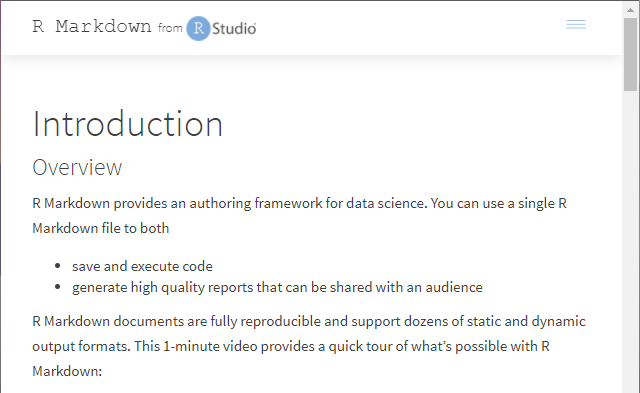 R Markdown from R Studio
Introduction
Overview
R Markdown provides an authoring framework for data science. You can use a single R
Markdown file to both
• save and execute code
• generate high quality reports that can be shared with an audience
R Markdown documents are fully reproducible and support dozens of static and dynamic
output formats. This 1-minute video provides a quick tour of what’s possible with R
Markdown: